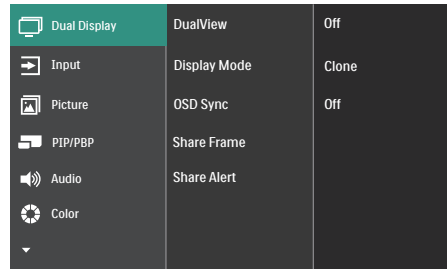 Dual Display
DualView
Off
Input
Display Mode
Clone
Picture
OSD Sync
Off
PIP/PBP
Share Frame
Audio
Share Alert
Color